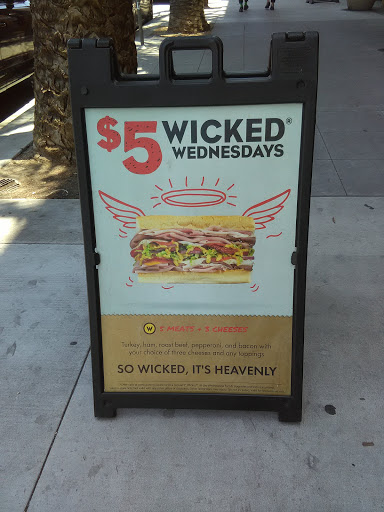 $5 WICKED®
WEDNESDAYS
W 5 MEATS + 3 CHEESES
Turkey, ham, roast beef, pepperoni, and bacon with
your choice of three cheeses and any toppings
SO WICKED, IT'S HEAVENLY